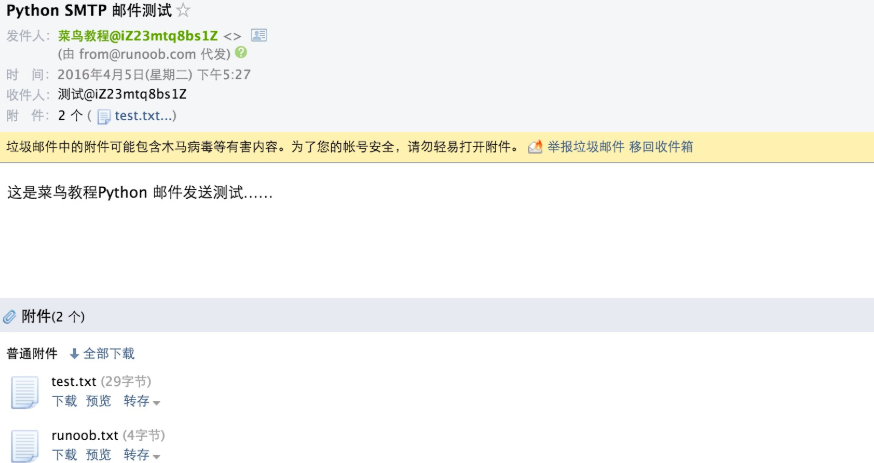 Python SMTP 邮件测试
发件人：菜鸟教程@iZ23mtq8bs1Z <>
(由 from@runoob.com 代发)
时 间：2016年4月5日(星期二) 下午5:27
收件人：测试@iZ23mtq8bs1Z
附 件：2 个 ( test.txt...)
垃圾邮件中的附件可能包含木马病毒等有害内容。为了您的帐号安全，请勿轻易打开附件。 举报垃圾邮件 移回收件箱
这是菜鸟教程Python 邮件发送测试……
附件(2 个)
普通附件 全部下载
test.txt (29字节)
下载 预览 转存
runoob.txt (4字节)
下载 预览 转存